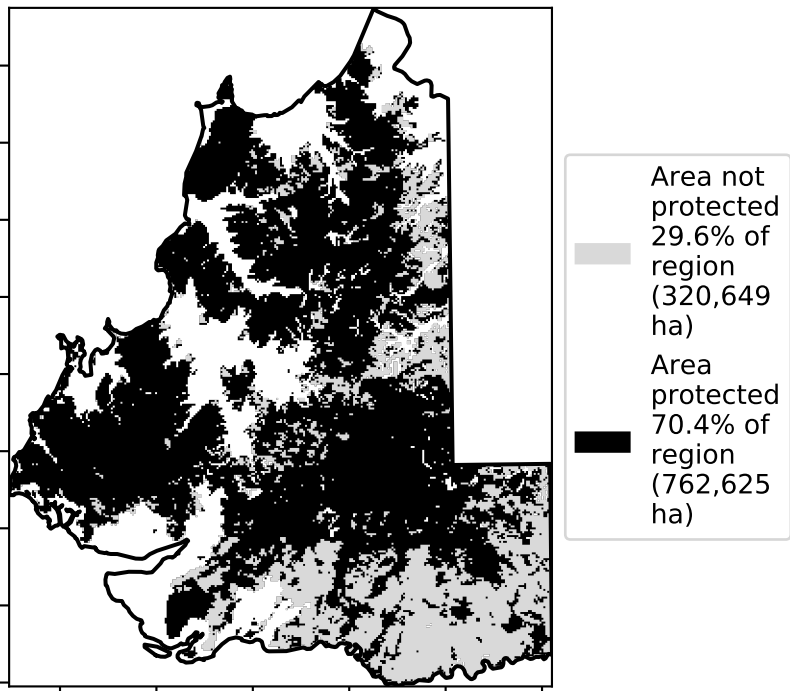 Area not
protected
29.6% of
region
(320,649
ha)
Area
protected
70.4% of
region
(762,625
ha)